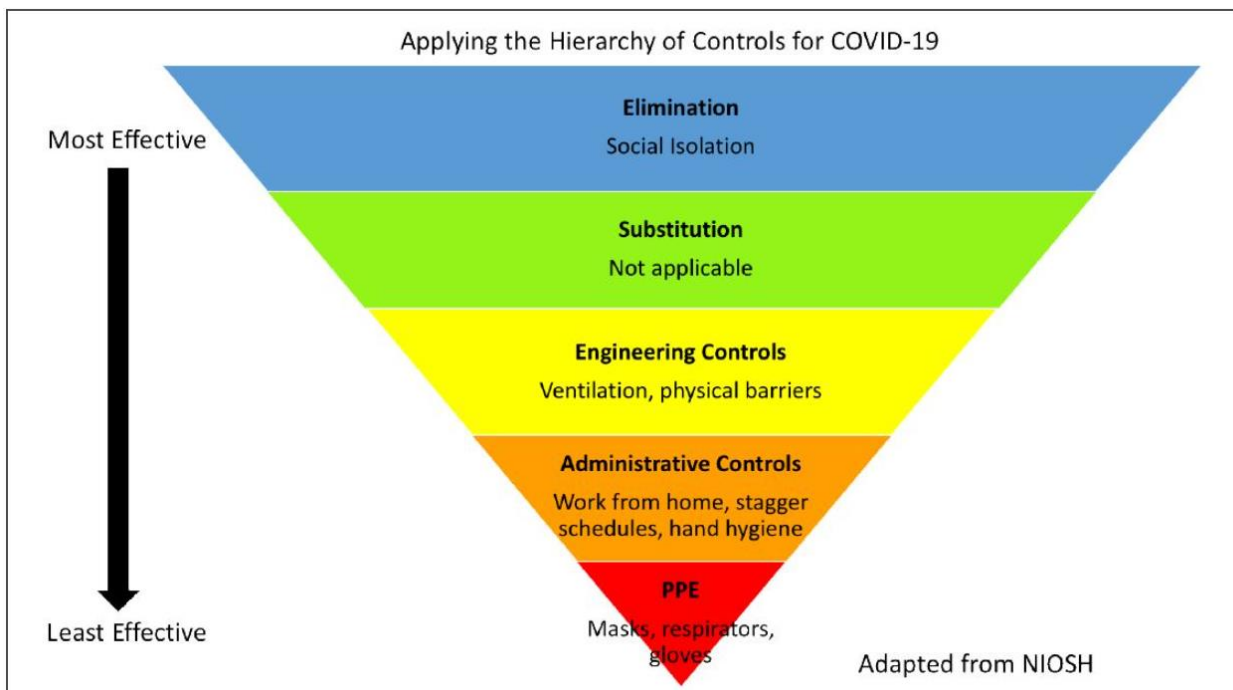 Applying the Hierarchy of Controls for COVID-19
Most Effective
Least Effective
Elimination
Social Isolation
Substitution
Not applicable
Engineering Controls
Ventilation, physical barriers
Administrative Controls
Work from home, stagger
schedules, hand hygiene
PPE
Masks, respirators,
gloves
Adapted from NIOSH